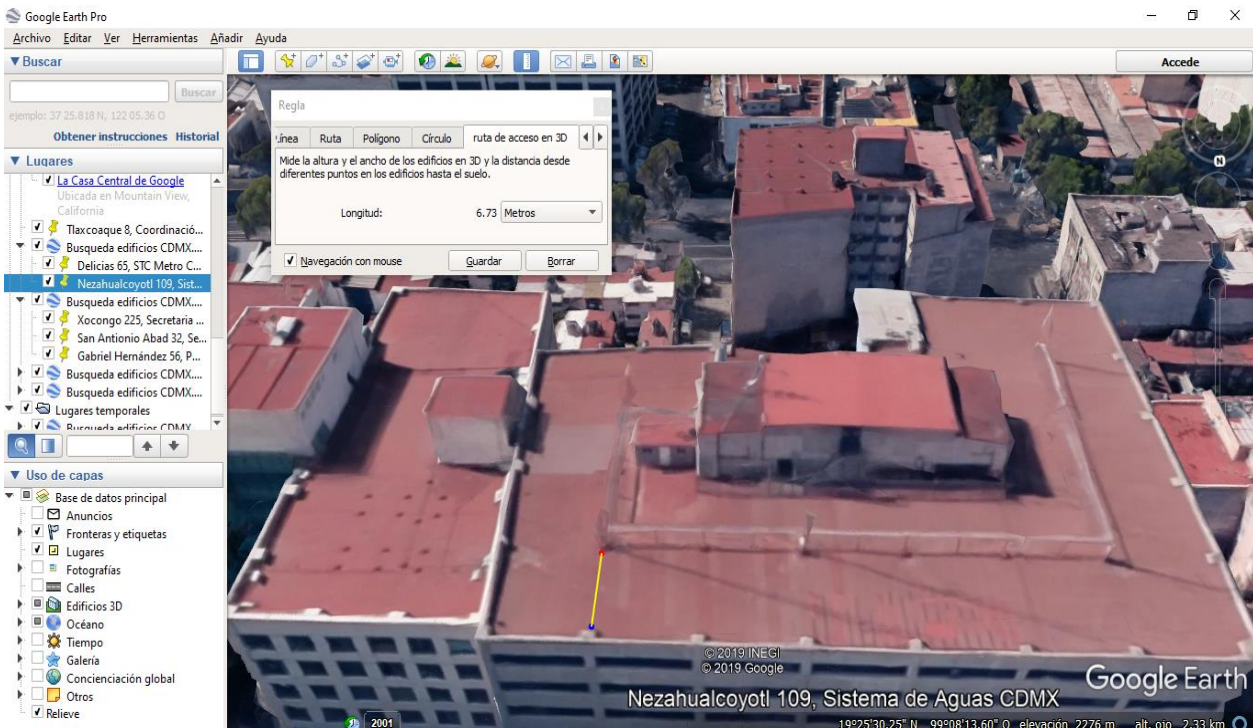 Google Earth Pro
Archivo Editar Ver Herramientas Añadir Ayuda
▼ Buscar
Buscar
ejemplo: 37 25.818 N, 122 05.36 O
Obtener instrucciones Historial
▼ Lugares
La Casa Central de Google
Ubicada en Mountain View,
California
Tlaxcoaque 8, Coordinació...
Busqueda edificios CDMX....
Delicias 65, STC Metro C...
Nezahualcoyotl 109, Sist...
Busqueda edificios CDMX....
Xocongo 225, Secretaria ...
San Antonio Abad 32, Se...
Gabriel Hernández 56, P...
Busqueda edificios CDMX....
Busqueda edificios CDMX....
Lugares temporales
Busqueda edificios CDMX
▼ Uso de capas
Base de datos principal
Anuncios
Fronteras y etiquetas
Lugares
Fotografías
Calles
Edificios 3D
Océano
Tiempo
Galería
Concienciación global
Otros
Relieve
Accede
Regla
Línea Ruta Polígono Círculo ruta de acceso en 3D
Mide la altura y el ancho de los edificios en 3D y la distancia desde
diferentes puntos en los edificios hasta el suelo.
Longitud: 6.73 Metros
Navegación con mouse Guardar Borrar
N
© 2019 INEGI
© 2019 Google
Google Earth
Nezahualcoyotl 109, Sistema de Aguas CDMX
2001
19°25'30.25" N 99°08'13.60" O elevación 2276 m alt. ojo 2.33 km